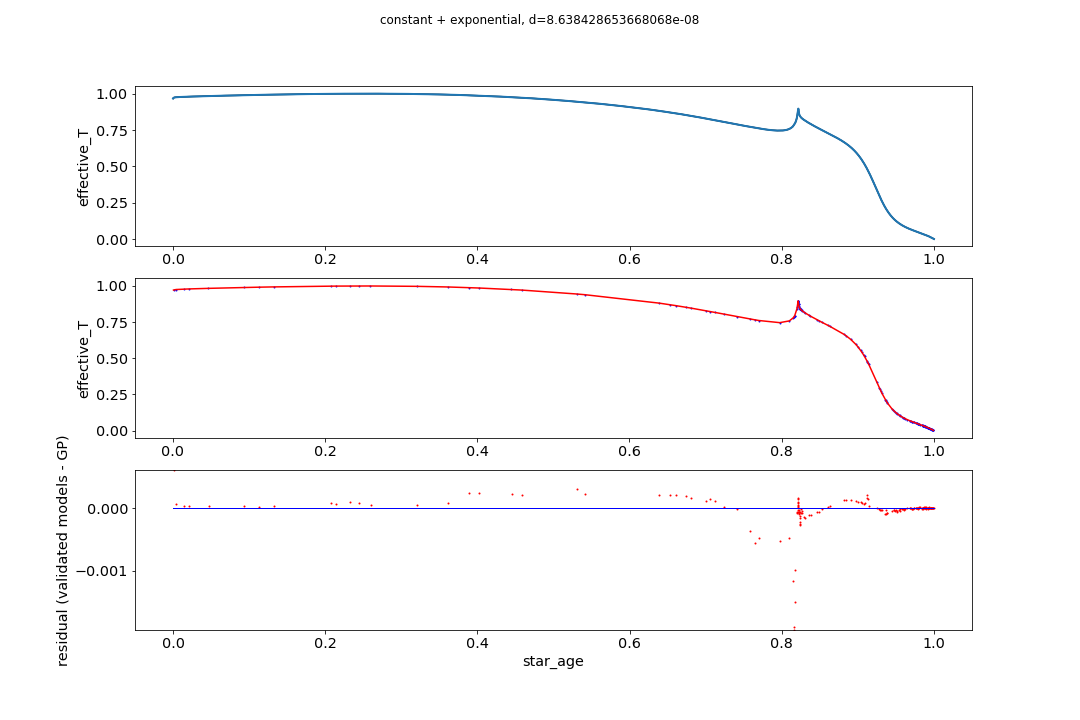 constant + exponential, d=8.638428653668068e-08
1.00
0.75
0.50
0.25
0.00
effective_T
0.0 0.2 0.4 0.6 0.8 1.0
1.00
0.75
0.50
0.25
0.00
effective_T
0.0 0.2 0.4 0.6 0.8 1.0
0.000
−0.001
residual (validated models - GP)
0.0 0.2 0.4 0.6 0.8 1.0
star_age